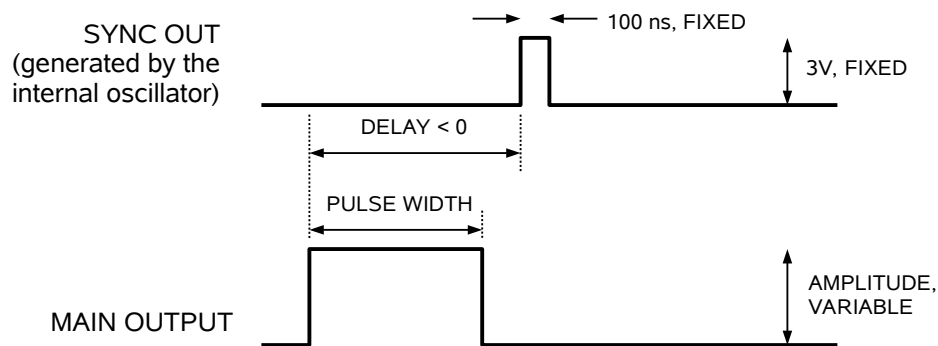 SYNC OUT
(generated by the
internal oscillator)
100 ns, FIXED
3V, FIXED
DELAY < 0
PULSE WIDTH
MAIN OUTPUT
AMPLITUDE,
VARIABLE